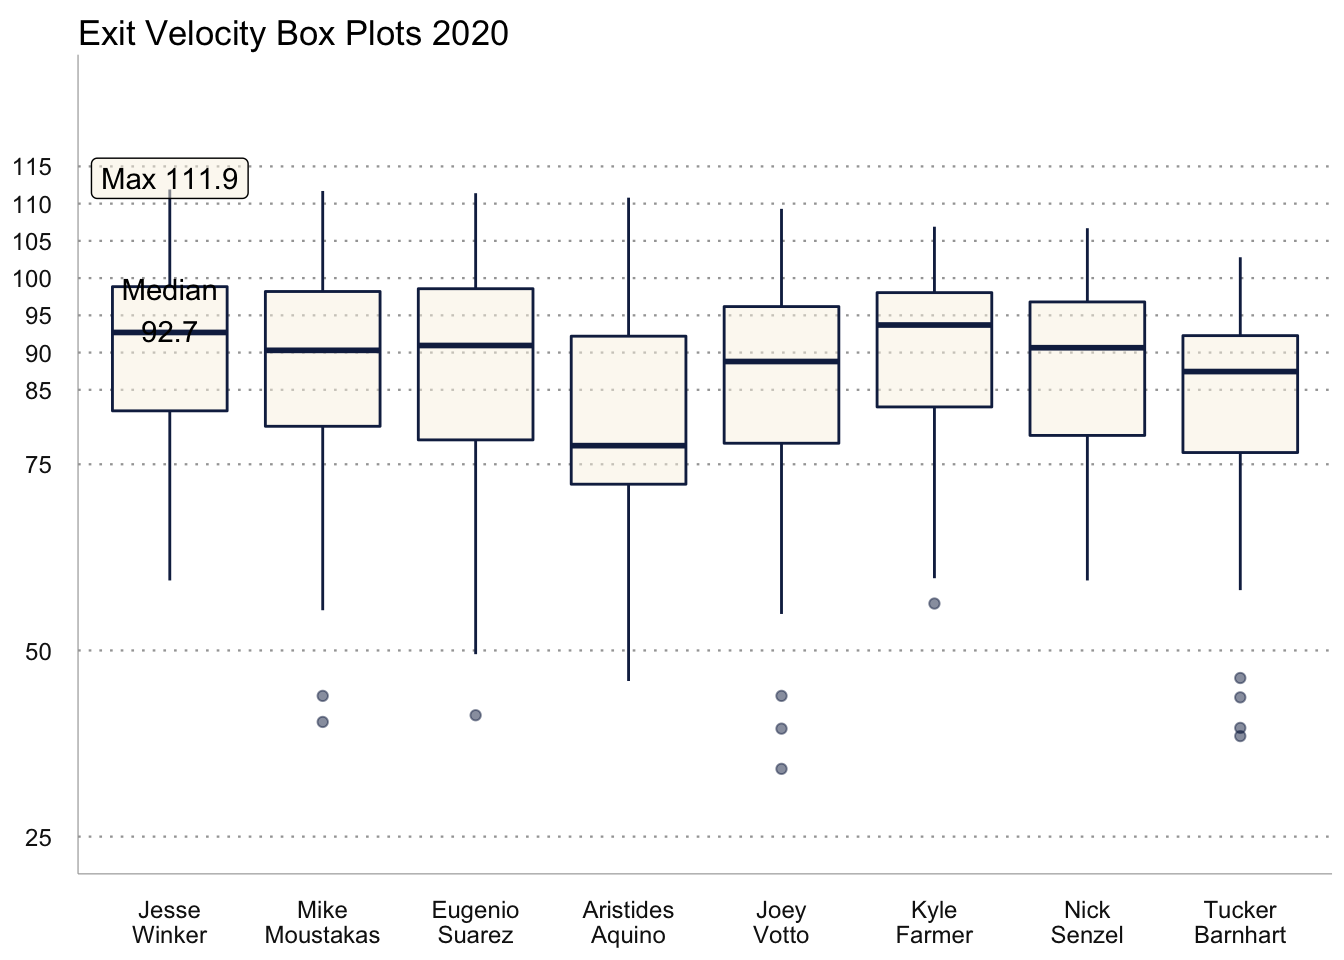 Exit Velocity Box Plots 2020
115
110
105
100
95
90
85
75
50
25
Max 111.9
Median
92.7
Jesse
Winker
Mike
Moustakas
Eugenio
Suarez
Aristides
Aquino
Joey
Votto
Kyle
Farmer
Nick
Senzel
Tucker
Barnhart